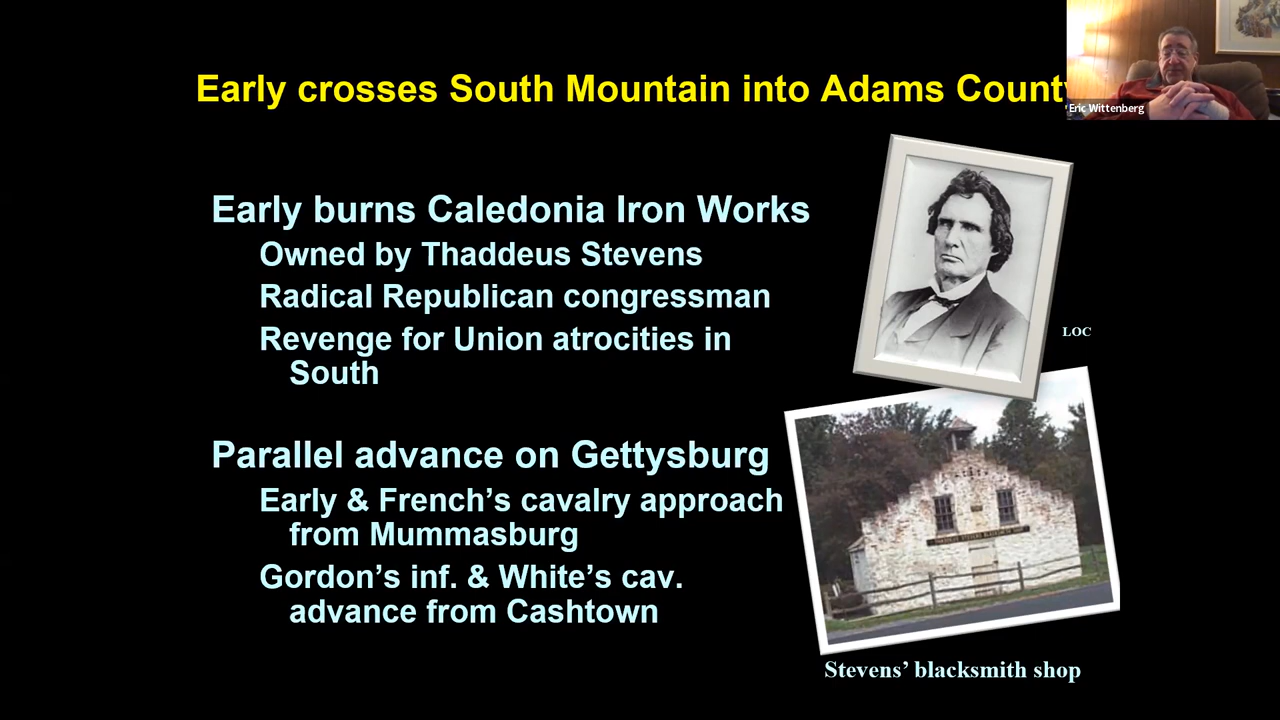 Early crosses South Mountain into Adams County
Eric Wittenberg
Early burns Caledonia Iron Works
Owned by Thaddeus Stevens
Radical Republican congressman
Revenge for Union atrocities in
South
LOC
Parallel advance on Gettysburg
Early & French’s cavalry approach
from Mummasburg
Gordon’s inf. & White’s cav.
advance from Cashtown
Stevens’ blacksmith shop